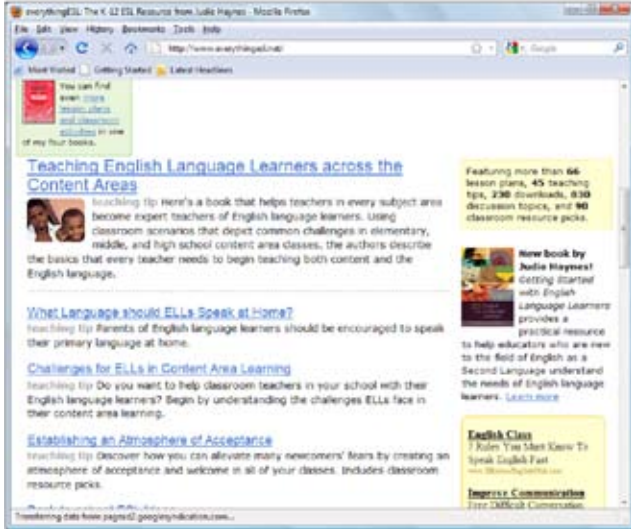 everythingESL: The K-12 ESL Resource from Judie Haynes - Mozilla Firefox
File Edit View History Bookmarks Tools Help
http://www.everythingesl.net/
Google
Most Visited Getting Started Latest Headlines
You can find
even more
lesson plans
and classroom
activities in one
of my four books.
Teaching English Language Learners across the
Content Areas
teaching tip Here's a book that helps teachers in every subject area
become expert teachers of English language learners. Using
classroom scenarios that depict common challenges in elementary,
middle, and high school content area classes, the authors describe
the basics that every teacher needs to begin teaching both content and the
English language.
What Language should ELLs Speak at Home?
teaching tip Parents of English language learners should be encouraged to speak
their primary language at home.
Challenges for ELLs in Content Area Learning
teaching tip Do you want to help classroom teachers in your school with their
English language learners? Begin by understanding the challenges ELLs face in
their content area learning.
Establishing an Atmosphere of Acceptance
teaching tip Discover how you can alleviate many newcomers' fears by creating an
atmosphere of acceptance and welcome in all of your classes. Includes classroom
resource picks.
Featuring more than 66
lesson plans, 45 teaching
tips, 230 downloads, 830
discussion topics, and 90
classroom resource picks.
New book by
Judie Haynes!
Getting Started
with English
Language Learners
provides a
practical resource
to help educators who are new
to the field of English as a
Second Language understand
the needs of English language
learners. Learn more
English Class
7 Rules You Must Know To
Speak English Fast
Improve Communication
Free Difficult Conversation
Transferring data from pagead2.googlesyndication.com...